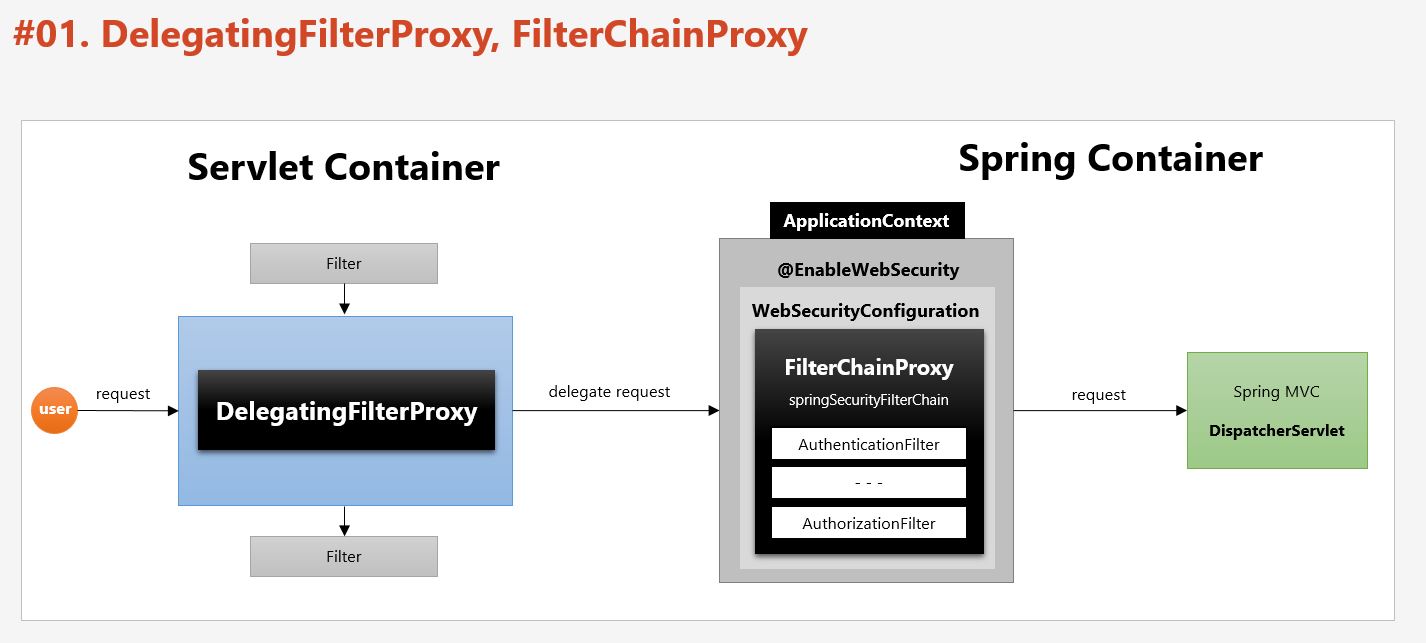 #01. DelegatingFilterProxy, FilterChainProxy
Servlet Container
Spring Container
ApplicationContext
@EnableWebSecurity
WebSecurityConfiguration
Filter
user
request
DelegatingFilterProxy
delegate request
FilterChainProxy
springSecurityFilterChain
AuthenticationFilter
- - -
AuthorizationFilter
request
Spring MVC
DispatcherServlet
Filter